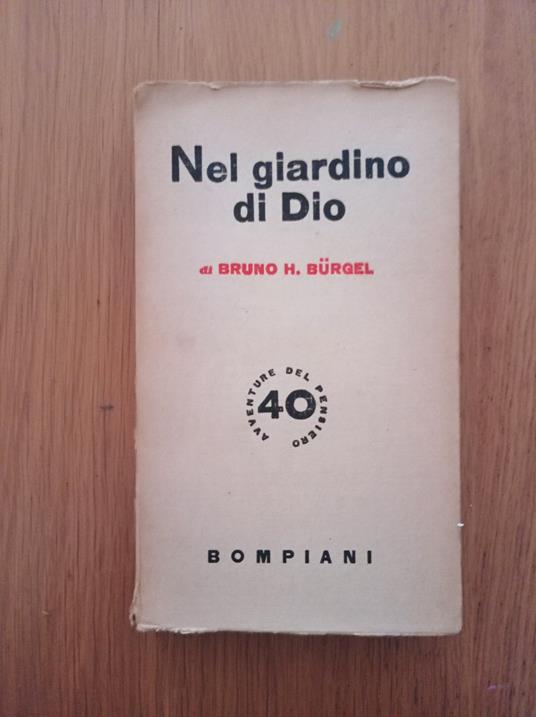 Nel giardino
di Dio
di BRUNO H. BÜRGEL
AVVENTURE DEL PENSIERO
40
BOMPIANI